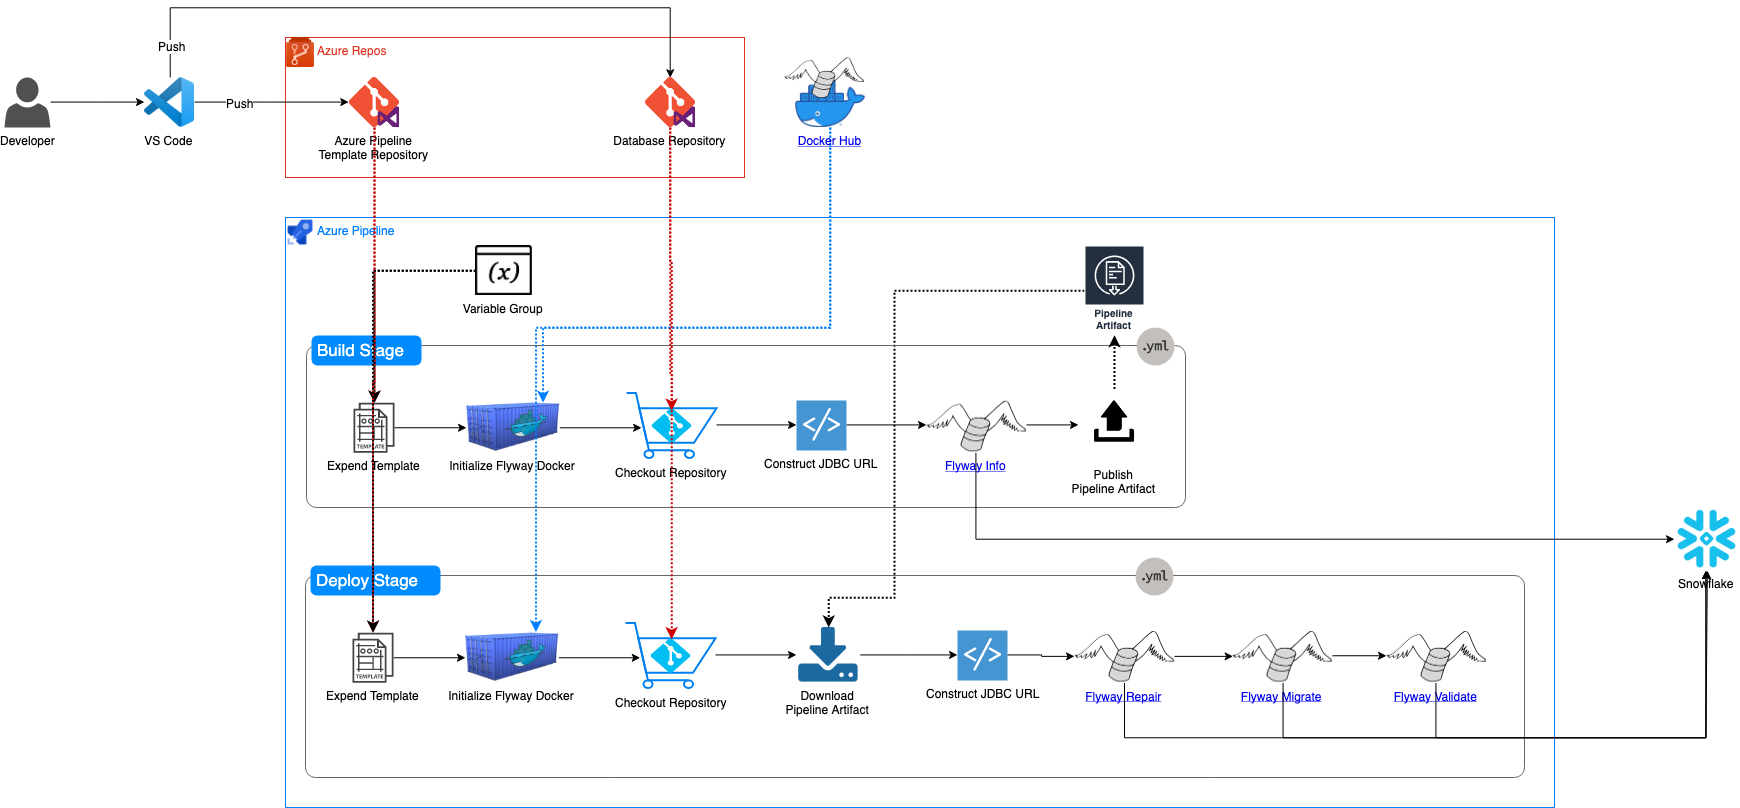 Push
Azure Repos
Push
Developer
VS Code
Azure Pipeline
Template Repository
Database Repository
Docker Hub
Azure Pipeline
(x)
Variable Group
Pipeline
Artifact
Build Stage
.yml
TEMPLATE
</>
Expend Template
Initialize Flyway Docker
Checkout Repository
Construct JDBC URL
Flyway Info
Publish
Pipeline Artifact
Snowflake
Deploy Stage
.yml
TEMPLATE
</>
Expend Template
Initialize Flyway Docker
Checkout Repository
Download
Pipeline Artifact
Construct JDBC URL
Flyway Repair
Flyway Migrate
Flyway Validate